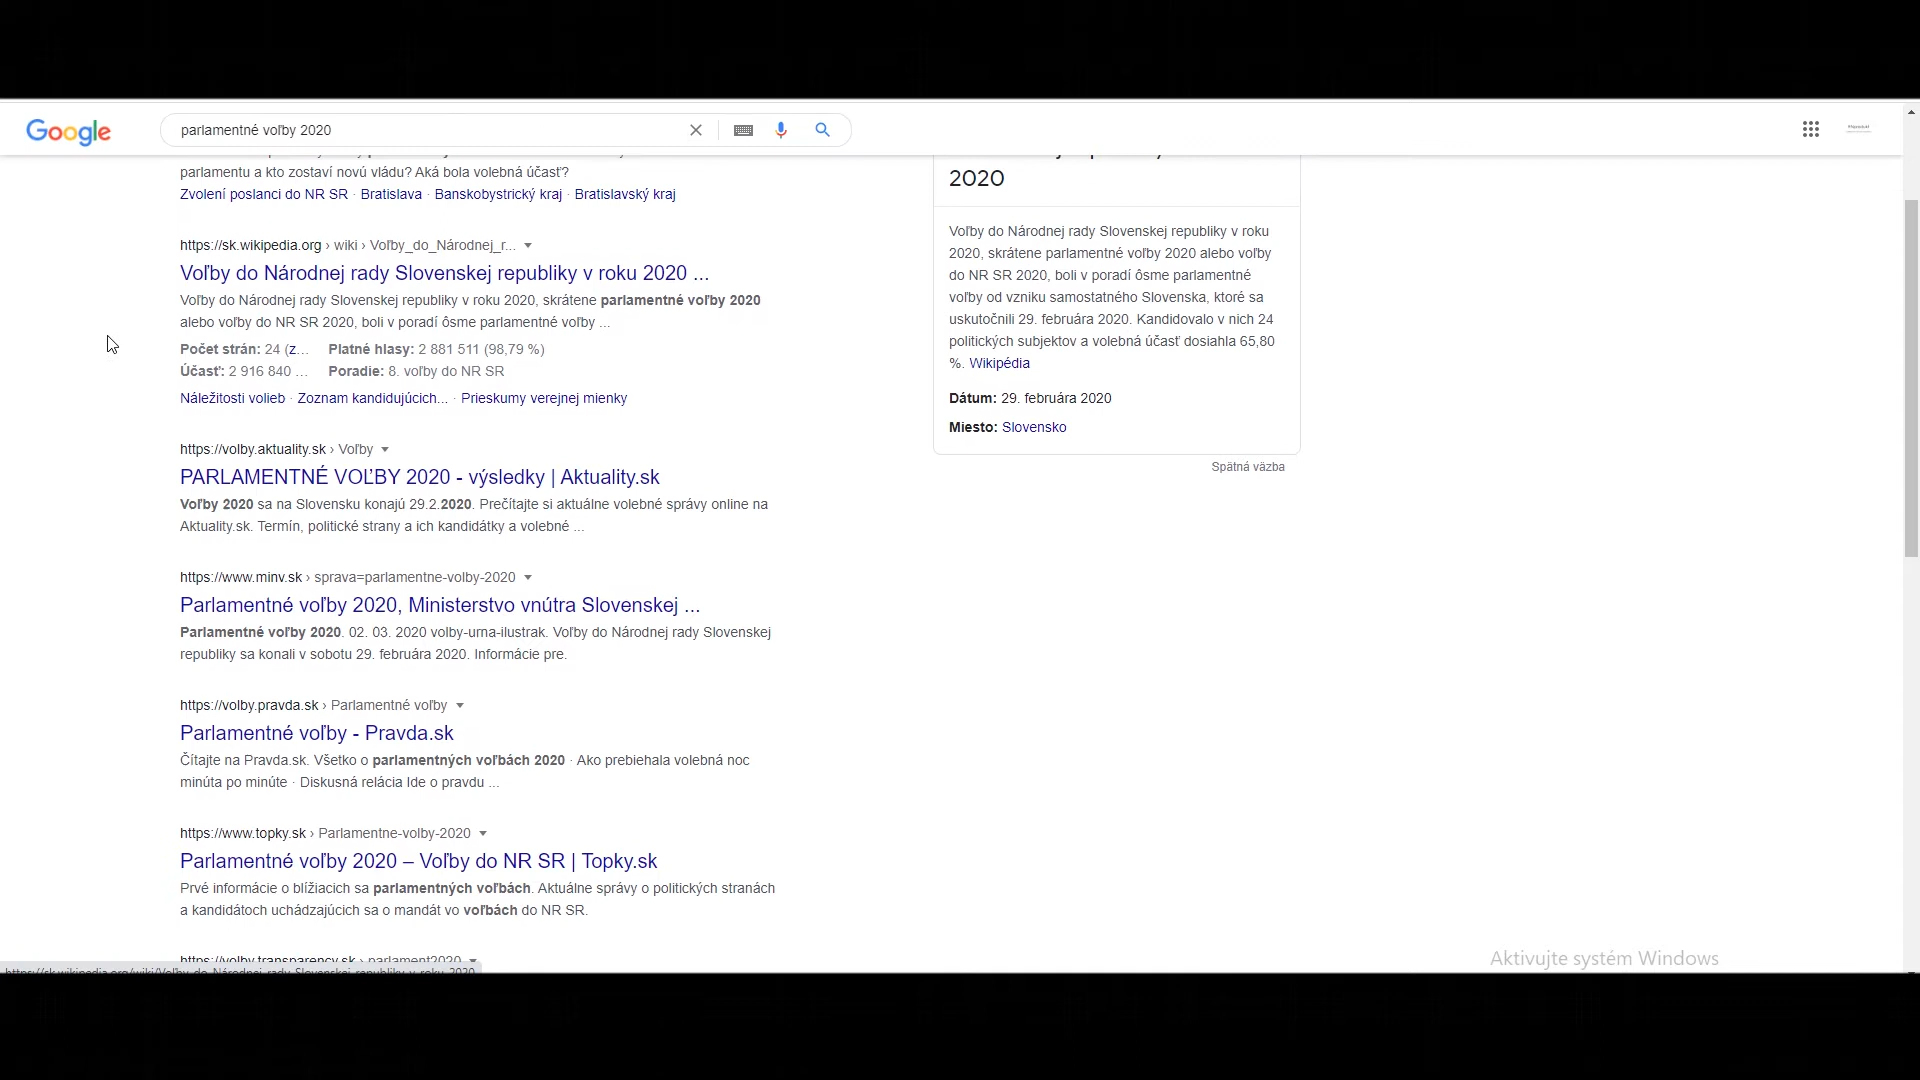 Google
parlamentné voľby 2020
parlamentu a kto zostaví novú vládu? Aká bola volebná účasť?
Zvolení poslanci do NR SR · Bratislava · Banskobystrický kraj · Bratislavský kraj
https://sk.wikipedia.org › wiki › Voľby_do_Národnej_r...
Voľby do Národnej rady Slovenskej republiky v roku 2020 ...
Voľby do Národnej rady Slovenskej republiky v roku 2020, skrátene parlamentné voľby 2020
alebo voľby do NR SR 2020, boli v poradí ôsme parlamentné voľby ...
Počet strán: 24 (z... Platné hlasy: 2 881 511 (98,79 %)
Účasť: 2 916 840 ... Poradie: 8. voľby do NR SR
Náležitosti volieb · Zoznam kandidujúcich... · Prieskumy verejnej mienky
https://volby.aktuality.sk › Voľby
PARLAMENTNÉ VOĽBY 2020 - výsledky | Aktuality.sk
Voľby 2020 sa na Slovensku konajú 29.2.2020. Prečítajte si aktuálne volebné správy online na
Aktuality.sk. Termín, politické strany a ich kandidátky a volebné ...
https://www.minv.sk › sprava=parlamentne-volby-2020
Parlamentné voľby 2020, Ministerstvo vnútra Slovenskej ...
Parlamentné voľby 2020. 02. 03. 2020 volby-urna-ilustrak. Voľby do Národnej rady Slovenskej
republiky sa konali v sobotu 29. februára 2020. Informácie pre.
https://volby.pravda.sk › Parlamentné voľby
Parlamentné voľby - Pravda.sk
Čítajte na Pravda.sk. Všetko o parlamentných voľbách 2020 · Ako prebiehala volebná noc
minúta po minúte · Diskusná relácia Ide o pravdu ...
https://www.topky.sk › Parlamentne-volby-2020
Parlamentné voľby 2020 – Voľby do NR SR | Topky.sk
Prvé informácie o blížiacich sa parlamentných voľbách. Aktuálne správy o politických stranách
a kandidátoch uchádzajúcich sa o mandát vo voľbách do NR SR.
https://volby.transparency.sk › parlament2020
https://sk.wikipedia.org/wiki/Voľby_do_Národnej_rady_Slovenskej_republiky_v_roku_2020
2020
Voľby do Národnej rady Slovenskej republiky v roku
2020, skrátene parlamentné voľby 2020 alebo voľby
do NR SR 2020, boli v poradí ôsme parlamentné
voľby od vzniku samostatného Slovenska, ktoré sa
uskutočnili 29. februára 2020. Kandidovalo v nich 24
politických subjektov a volebná účasť dosiahla 65,80
%. Wikipédia
Dátum: 29. februára 2020
Miesto: Slovensko
Spätná väzba
Aktivujte systém Windows